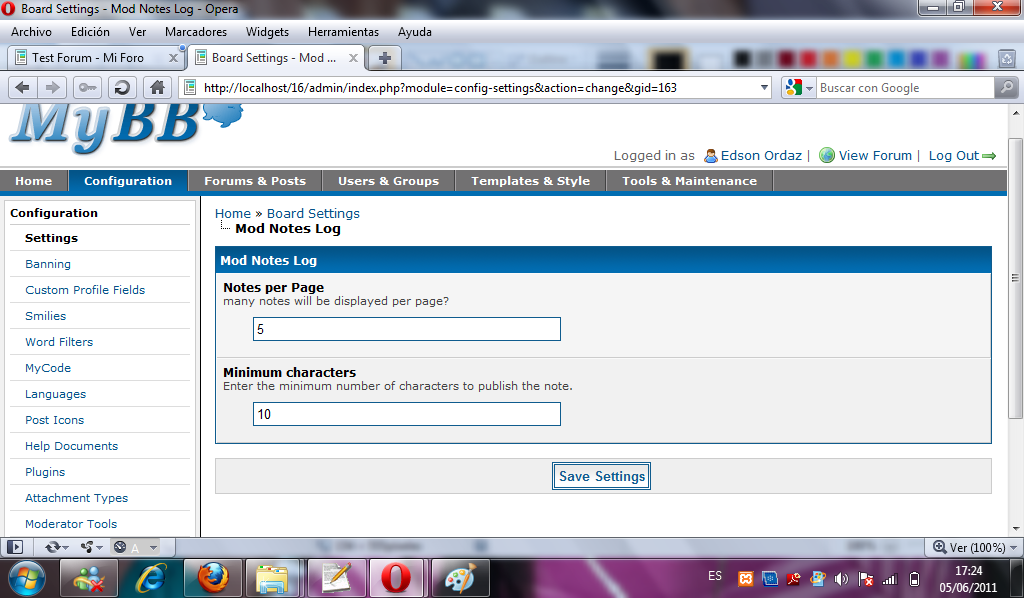 Board Settings - Mod Notes Log - Opera
Archivo Edición Ver Marcadores Widgets Herramientas Ayuda
Test Forum - Mi Foro Board Settings - Mod ...
http://localhost/16/admin/index.php?module=config-settings&action=change&gid=163 Buscar con Google
MyBB
Logged in as Edson Ordaz | View Forum | Log Out
Home Configuration Forums & Posts Users & Groups Templates & Style Tools & Maintenance
Configuration
Settings
Banning
Custom Profile Fields
Smilies
Word Filters
MyCode
Languages
Post Icons
Help Documents
Plugins
Attachment Types
Moderator Tools
Home » Board Settings
Mod Notes Log
Mod Notes Log
Notes per Page
many notes will be displayed per page?
5
Minimum characters
Enter the minimum number of characters to publish the note.
10
Save Settings
A
Ver (100%)
ES
17:24
05/06/2011